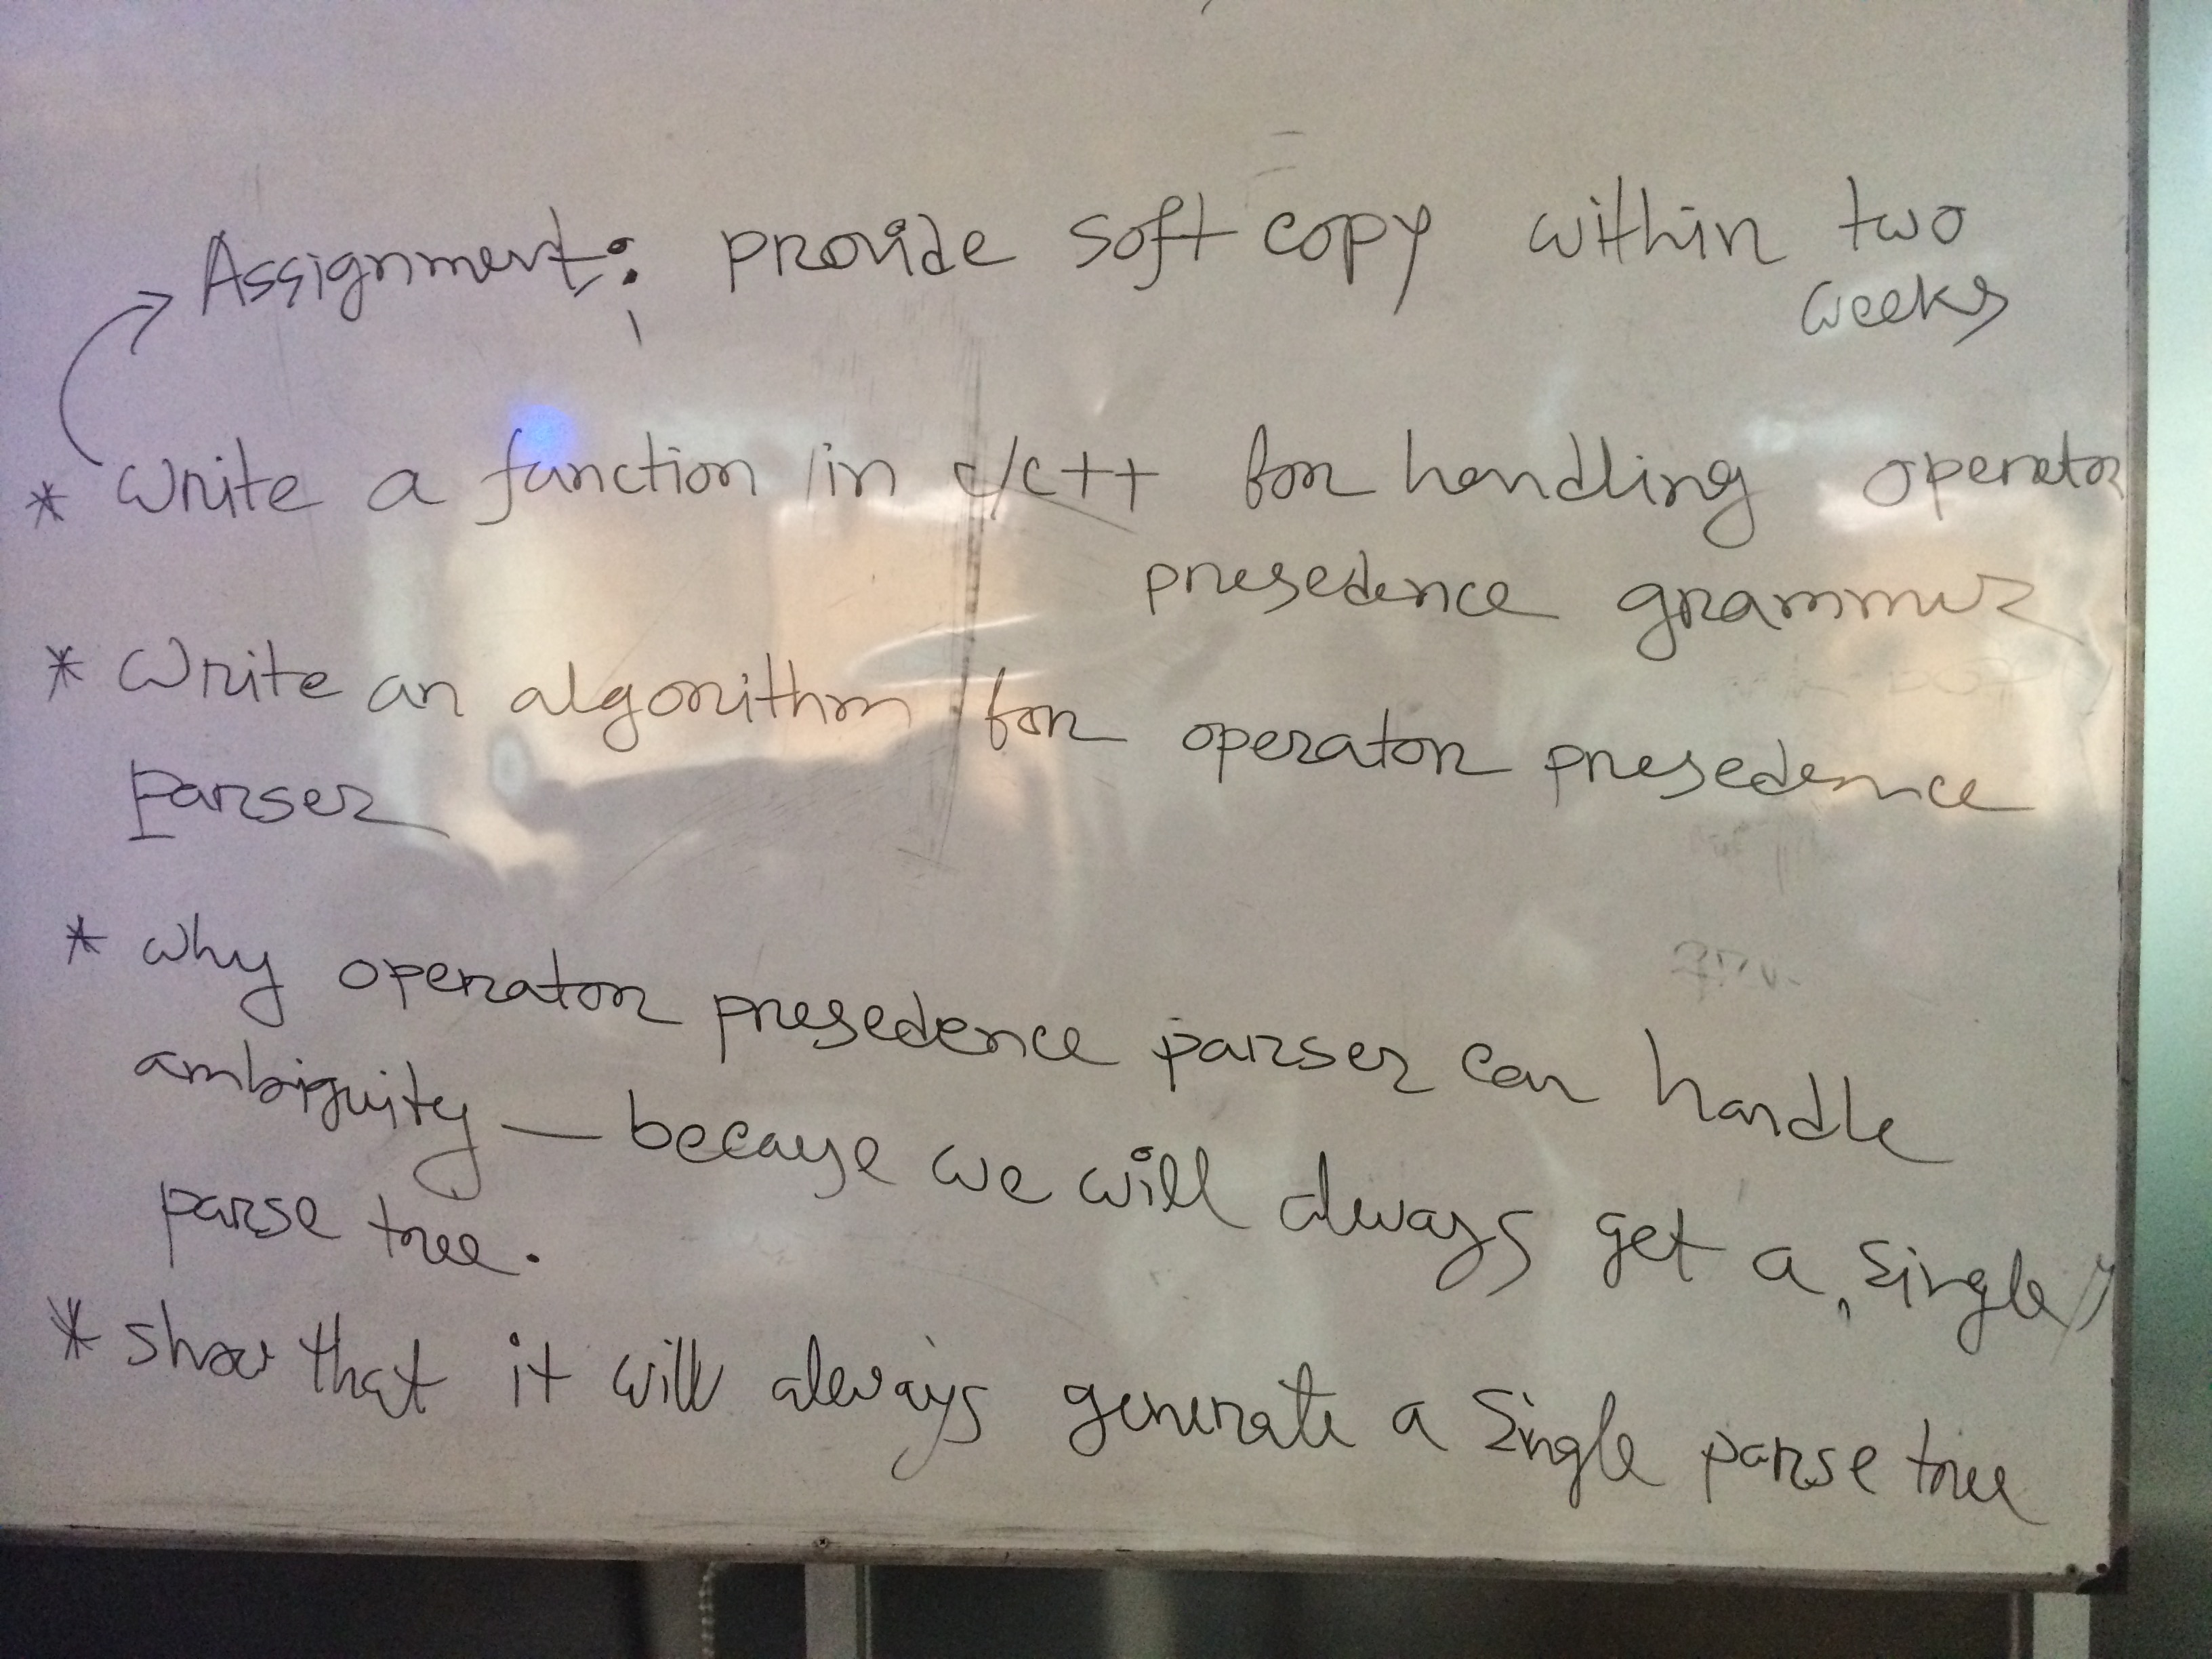 Assignment: provide soft copy within two
weeks
* Write a function in c/c++ for handling operator
presedence grammar
* Write an algorithm for operator presedence
parser
* why operator presedence parser can handle
ambiguity — because we will always get a single
parse tree.
* show that it will always generate a single parse tree